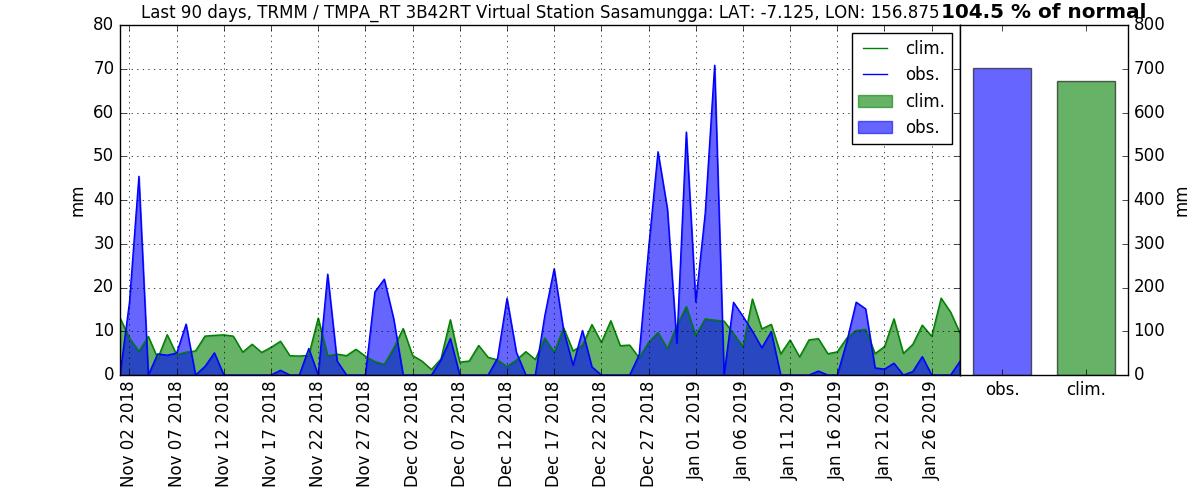 Last 90 days, TRMM / TMPA_RT 3B42RT Virtual Station Sasamungga: LAT: -7.125, LON: 156.875
104.5 % of normal
80
70
60
50
40
30
20
10
0
mm
clim.
obs.
clim.
obs.
800
700
600
500
400
300
200
100
0
mm
Nov 02 2018
Nov 07 2018
Nov 12 2018
Nov 17 2018
Nov 22 2018
Nov 27 2018
Dec 02 2018
Dec 07 2018
Dec 12 2018
Dec 17 2018
Dec 22 2018
Dec 27 2018
Jan 01 2019
Jan 06 2019
Jan 11 2019
Jan 16 2019
Jan 21 2019
Jan 26 2019
obs.
clim.